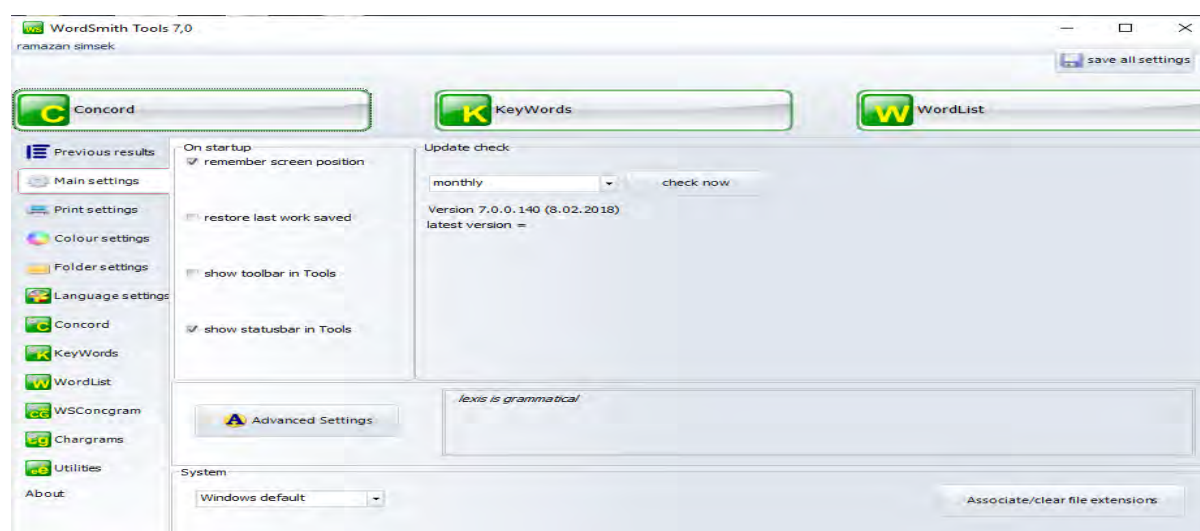 WordSmith Tools 7,0
ramazan simsek
save all settings
Concord
KeyWords
WordList
Previous results
Main settings
Print settings
Colour settings
Folder settings
Language settings
Concord
KeyWords
WordList
WSConcgram
Chargrams
Utilities
About
On startup
remember screen position
restore last work saved
show toolbar in Tools
show statusbar in Tools
Update check
monthly
check now
Version 7.0.0.140 (8.02.2018)
latest version =
Advanced Settings
lexis is grammatical
System
Windows default
Associate/clear file extensions